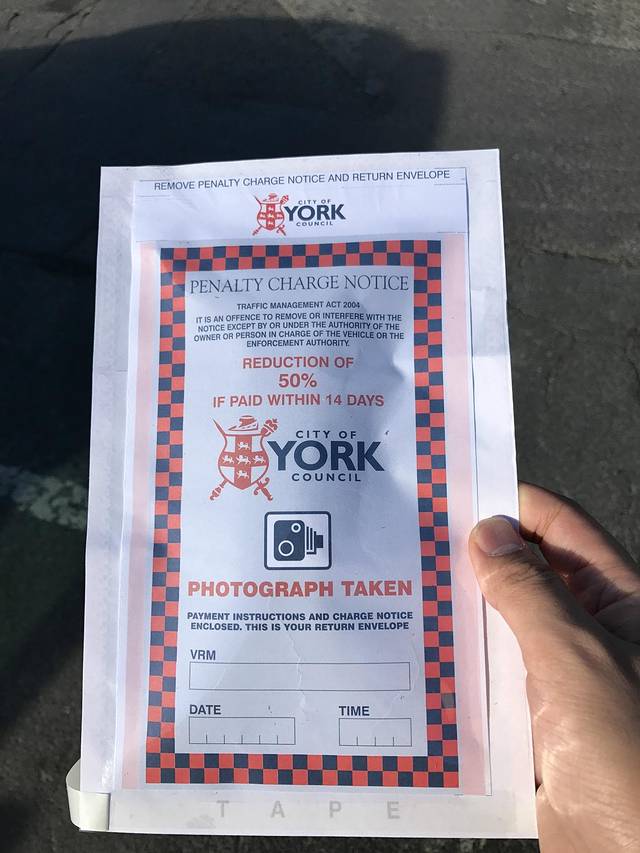 REMOVE PENALTY CHARGE NOTICE AND RETURN ENVELOPE
CITY OF
YORK
COUNCIL
PENALTY CHARGE NOTICE
TRAFFIC MANAGEMENT ACT 2004
IT IS AN OFFENCE TO REMOVE OR INTERFERE WITH THE
NOTICE EXCEPT BY OR UNDER THE AUTHORITY OF THE
OWNER OR PERSON IN CHARGE OF THE VEHICLE OR THE
ENFORCEMENT AUTHORITY.
REDUCTION OF
50%
IF PAID WITHIN 14 DAYS
CITY OF
YORK
COUNCIL
PHOTOGRAPH TAKEN
PAYMENT INSTRUCTIONS AND CHARGE NOTICE
ENCLOSED. THIS IS YOUR RETURN ENVELOPE
VRM
DATE TIME
TAPE